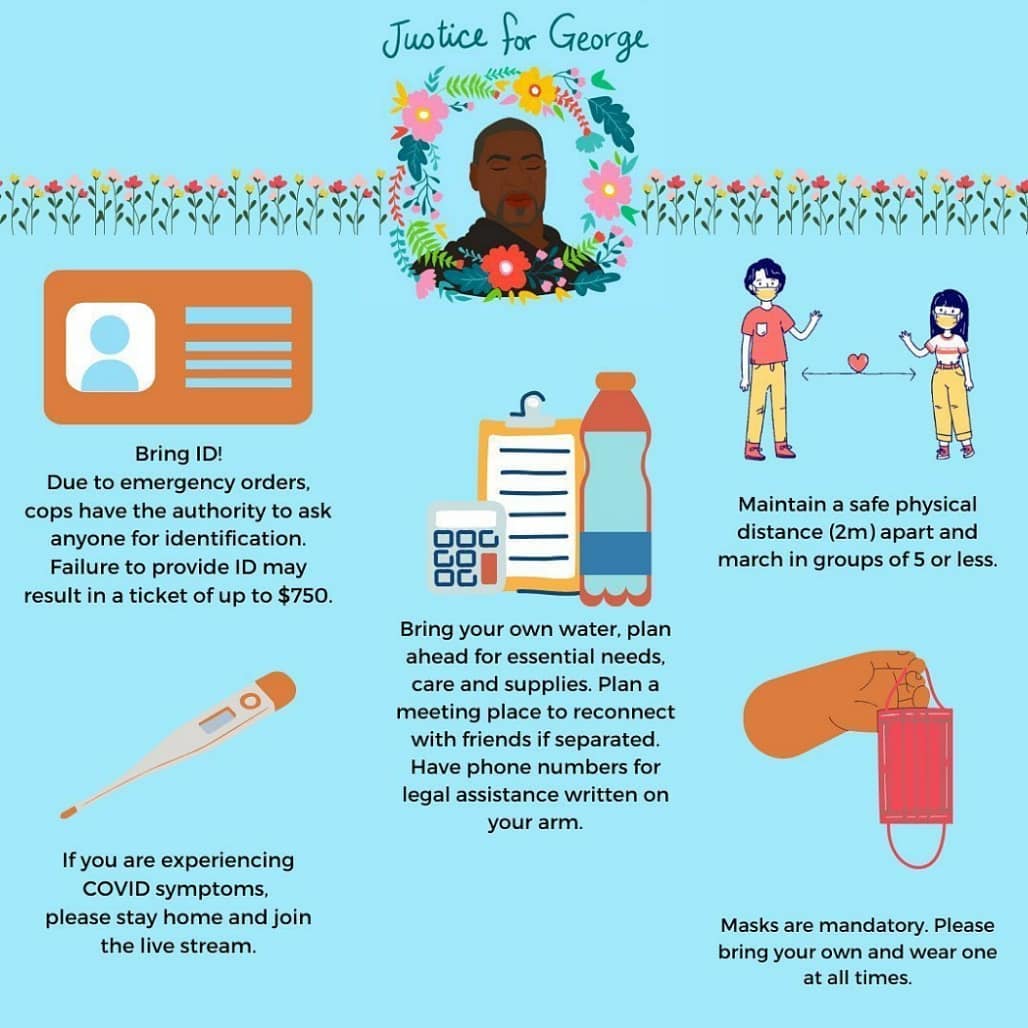 Justice for George
Bring ID!
Due to emergency orders,
cops have the authority to ask
anyone for identification.
Failure to provide ID may
result in a ticket of up to $750.
Bring your own water, plan
ahead for essential needs,
care and supplies. Plan a
meeting place to reconnect
with friends if separated.
Have phone numbers for
legal assistance written on
your arm.
Maintain a safe physical
distance (2m) apart and
march in groups of 5 or less.
If you are experiencing
COVID symptoms,
please stay home and join
the live stream.
Masks are mandatory. Please
bring your own and wear one
at all times.